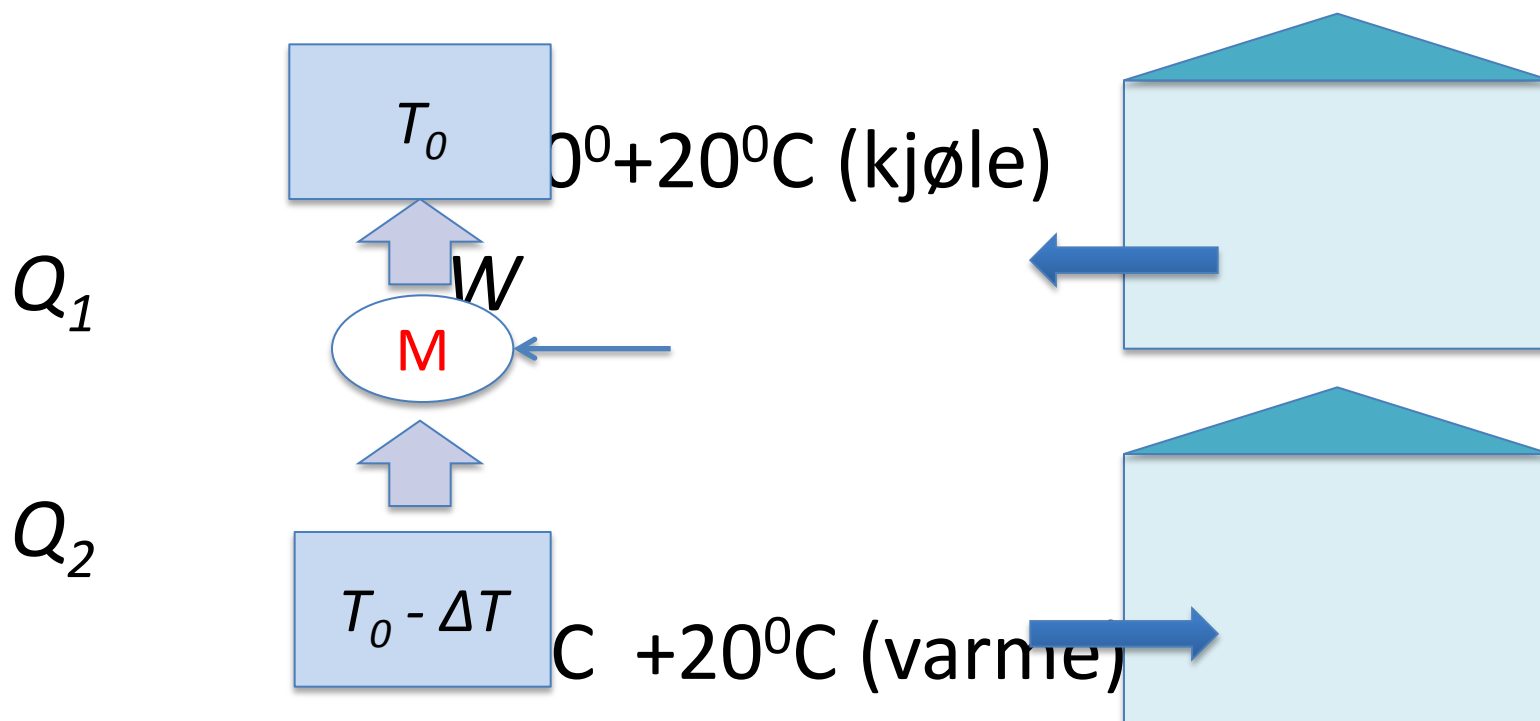 T₀
0⁰+20⁰C (kjøle)
Q₁
W
M
Q₂
T₀ - ΔT
C +20⁰C (varme)